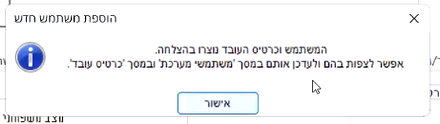 הוספת משתמש חדש
המשתמש וכרטיס העובד נוצרו בהצלחה.
אפשר לצפות בהם ולעדכן אותם במסך 'משתמשי מערכת' ובמסך 'כרטיס עובד'.
אישור